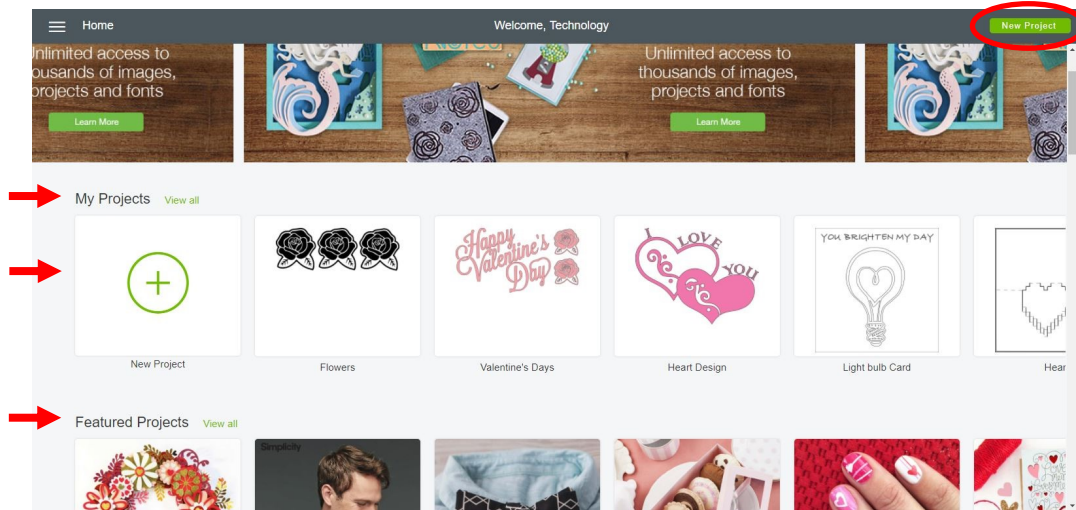 Home
Welcome, Technology
New Project
Unlimited access to
thousands of images,
projects and fonts
Learn More
Unlimited access to
thousands of images,
projects and fonts
Learn More
My Projects View all
YOU BRIGHTEN MY DAY
Happy
Valentine's
Day
I LOVE
YOU
New Project
Flowers
Valentine's Days
Heart Design
Light bulb Card
Hear
Featured Projects View all
Simplicity